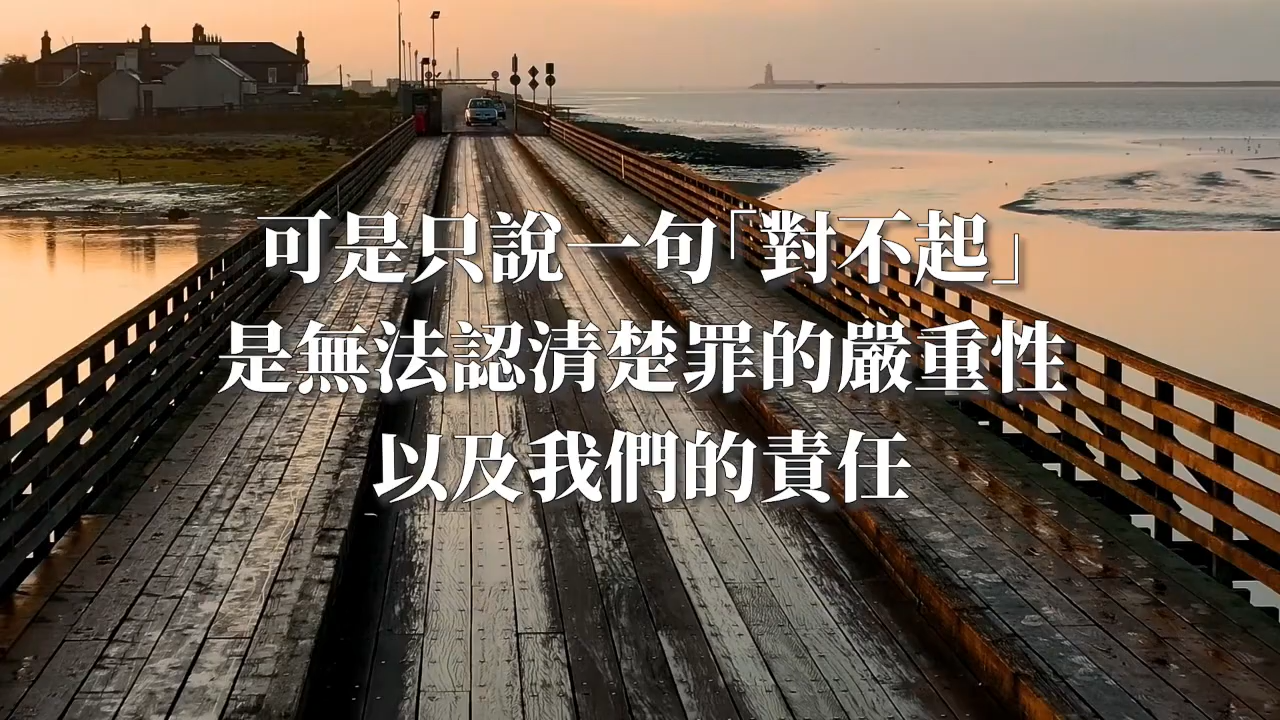 可是只說一句「對不起」
是無法認清楚罪的嚴重性
以及我們的責任